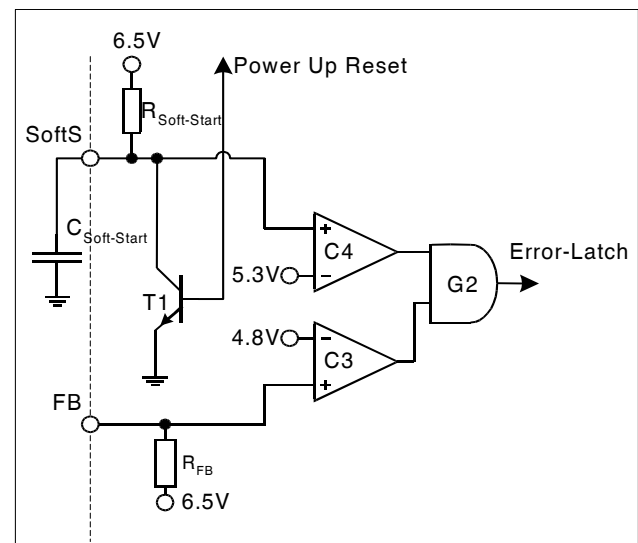 6.5V
Power Up Reset
R Soft-Start
SoftS
C Soft-Start
+
C4
-
5.3V
Error-Latch
G2
T1
4.8V
-
C3
+
FB
R FB
6.5V